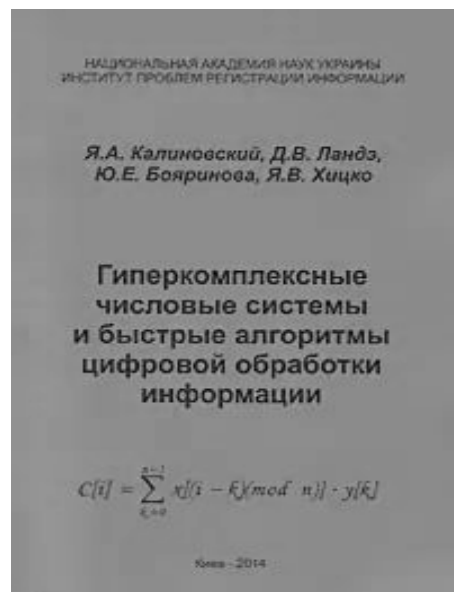 НАЦИОНАЛЬНАЯ АКАДЕМИЯ НАУК УКРАИНЫ
ИНСТИТУТ ПРОБЛЕМ РЕГИСТРАЦИИ ИНФОРМАЦИИ
Я.А. Калиновский, Д.В. Ландэ,
Ю.Е. Бояринова, Я.В. Хицко
Гиперкомплексные
числовые системы
и быстрые алгоритмы
цифровой обработки
информации
C[i] = ∑ x[(i − k)(mod n)] · y[k]
Киев - 2014